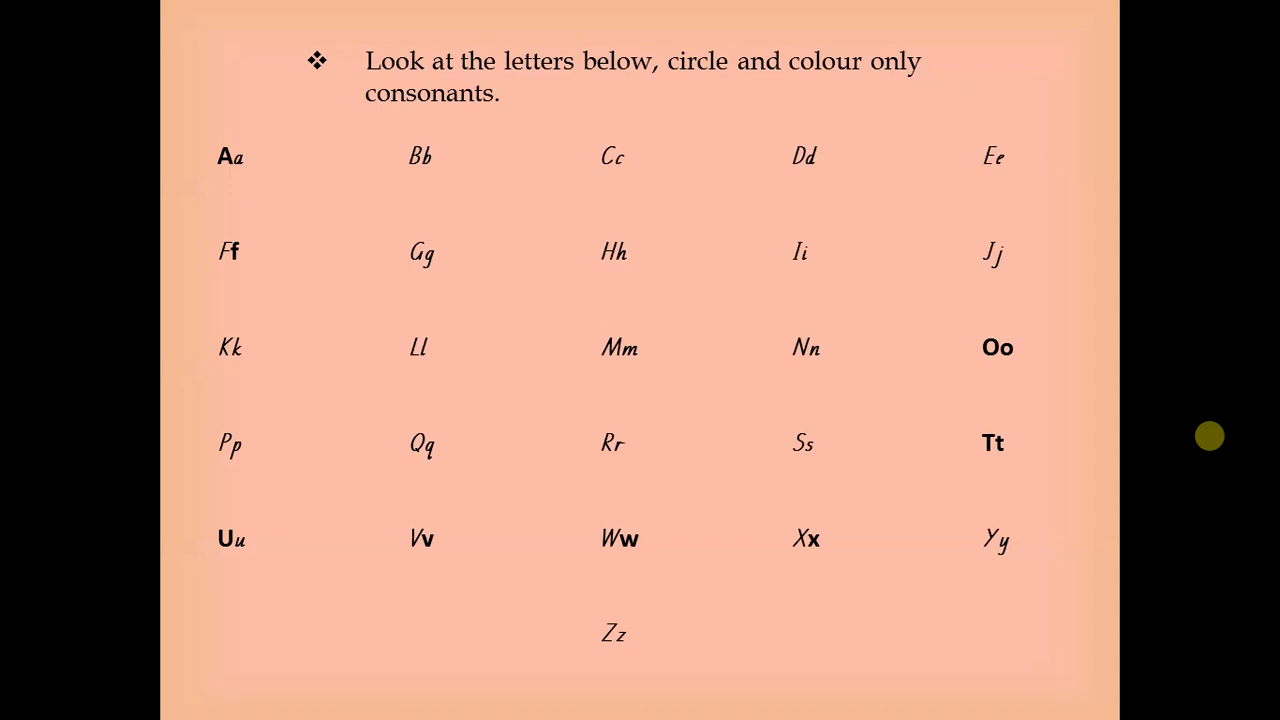 ❖ Look at the letters below, circle and colour only
consonants.
Aa Bb Cc Dd Ee
Ff Gg Hh Ii Jj
Kk Ll Mm Nn Oo
Pp Qq Rr Ss Tt
Uu Vv Ww Xx Yy
Zz